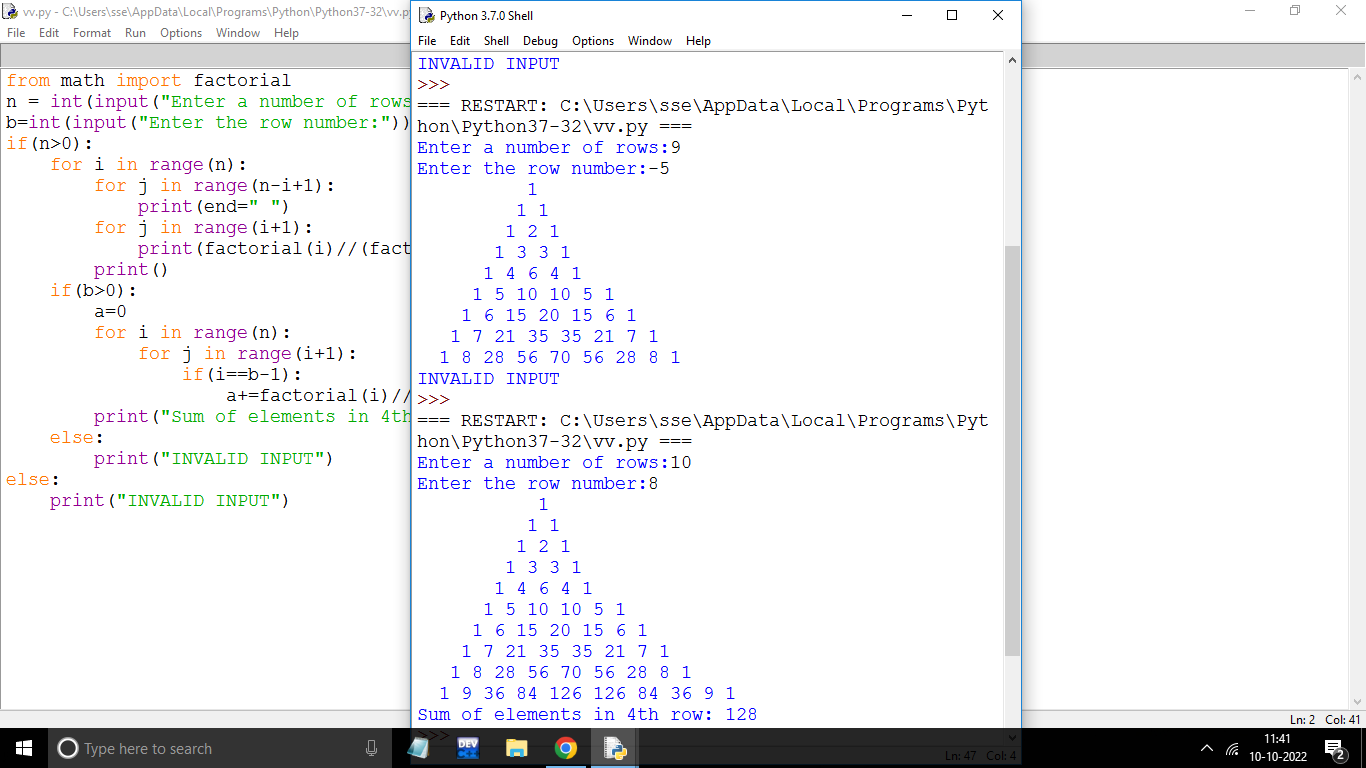 vv.py - C:\Users\sse\AppData\Local\Programs\Python\Python37-32\vv.py
File Edit Format Run Options Window Help
from math import factorial
n = int(input("Enter a number of rows
b=int(input("Enter the row number:"))
if(n>0):
    for i in range(n):
        for j in range(n-i+1):
            print(end=" ")
        for j in range(i+1):
            print(factorial(i)//(fact
        print()
    if(b>0):
        a=0
        for i in range(n):
            for j in range(i+1):
                if(i==b-1):
                    a+=factorial(i)//
        print("Sum of elements in 4th
    else:
        print("INVALID INPUT")
else:
    print("INVALID INPUT")
Python 3.7.0 Shell
File Edit Shell Debug Options Window Help
INVALID INPUT
>>>
=== RESTART: C:\Users\sse\AppData\Local\Programs\Pyt
hon\Python37-32\vv.py ===
Enter a number of rows:9
Enter the row number:-5
          1
         1 1
        1 2 1
       1 3 3 1
      1 4 6 4 1
     1 5 10 10 5 1
    1 6 15 20 15 6 1
   1 7 21 35 35 21 7 1
  1 8 28 56 70 56 28 8 1
INVALID INPUT
>>>
=== RESTART: C:\Users\sse\AppData\Local\Programs\Pyt
hon\Python37-32\vv.py ===
Enter a number of rows:10
Enter the row number:8
           1
          1 1
         1 2 1
        1 3 3 1
       1 4 6 4 1
      1 5 10 10 5 1
     1 6 15 20 15 6 1
    1 7 21 35 35 21 7 1
   1 8 28 56 70 56 28 8 1
  1 9 36 84 126 126 84 36 9 1
Sum of elements in 4th row: 128
>>>
Ln: 47 Col: 4
Ln: 2 Col: 41
Type here to search
DEV
11:41
10-10-2022
2